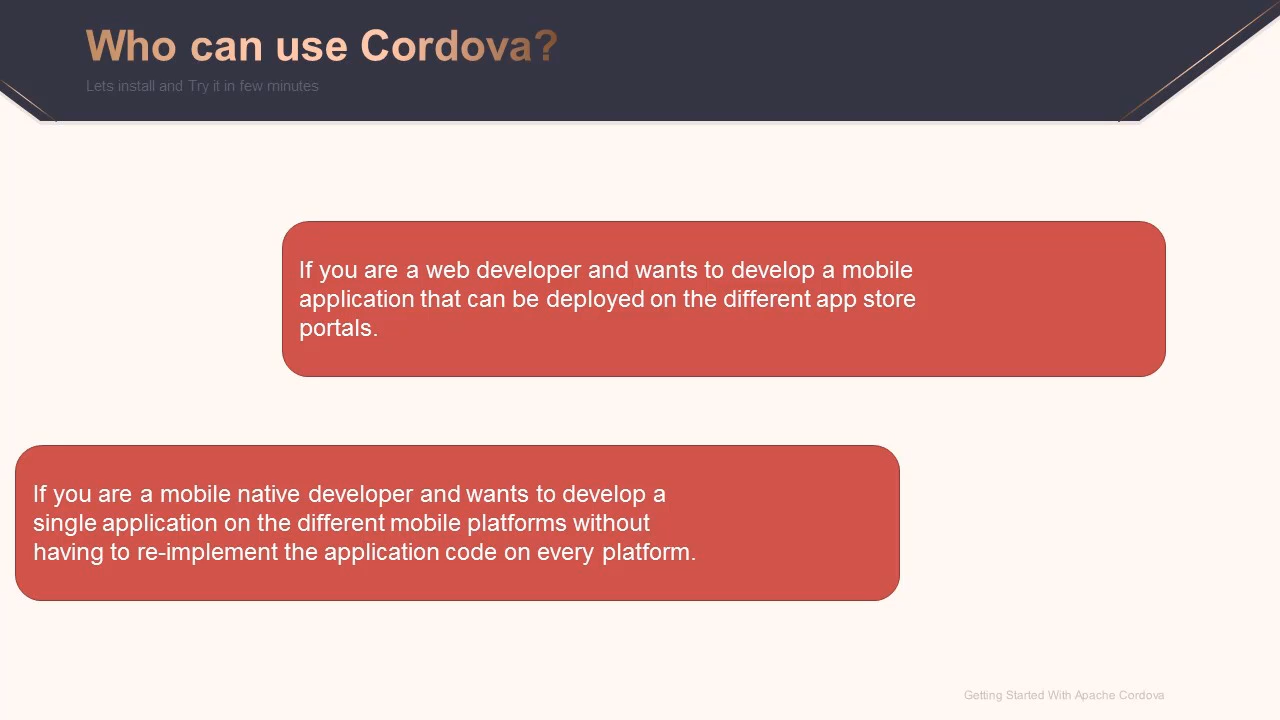 Who can use Cordova?
Lets install and Try it in few minutes
If you are a web developer and wants to develop a mobile
application that can be deployed on the different app store
portals.
If you are a mobile native developer and wants to develop a
single application on the different mobile platforms without
having to re-implement the application code on every platform.
Getting Started With Apache Cordova